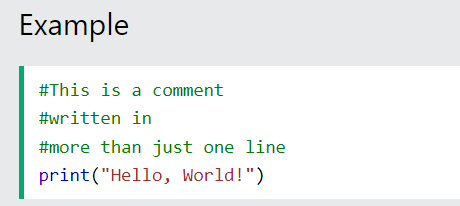 Example
#This is a comment
#written in
#more than just one line
print("Hello, World!")